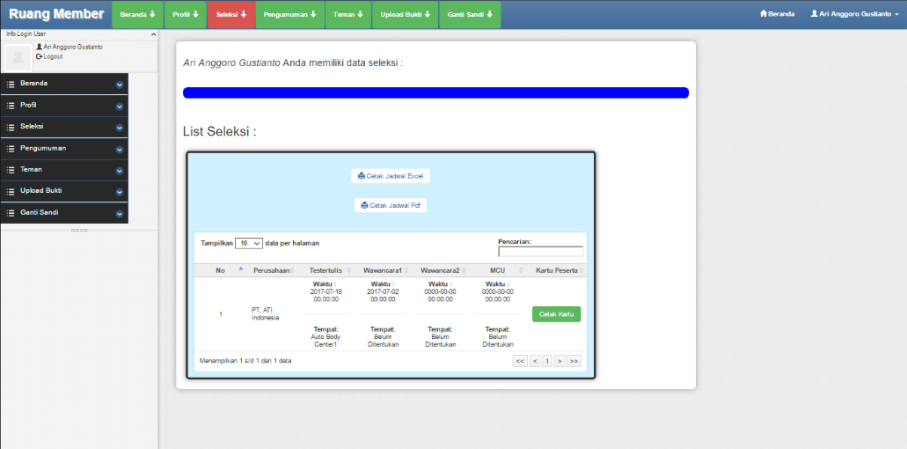 Ruang Member
Beranda
Profil
Seleksi
Pengumuman
Teman
Upload Bukti
Ganti Sandi
Beranda
Ari Anggoro Gustianto
Info Login User
Ari Anggoro Gustianto
Logout
Beranda
Profil
Seleksi
Pengumuman
Teman
Upload Bukti
Ganti Sandi
Ari Anggoro Gustianto Anda memiliki data seleksi :
List Seleksi :
Cetak Jadwal Excel
Cetak Jadwal Pdf
Tampilkan 10 data per halaman
Pencarian:
No Perusahaan Testertulis Wawancara1 Wawancara2 MCU Kartu Peserta
1
PT. ATI
Indonesia
Waktu :
2017-07-18
00:00:00
Tempat:
Auto Body
Center1
Waktu :
2017-07-02
00:00:00
Tempat:
Belum
Ditentukan
Waktu :
0000-00-00
00:00:00
Tempat:
Belum
Ditentukan
Waktu :
0000-00-00
00:00:00
Tempat:
Belum
Ditentukan
Cetak Kartu
Menampilkan 1 s/d 1 dari 1 data
<< < 1 > >>